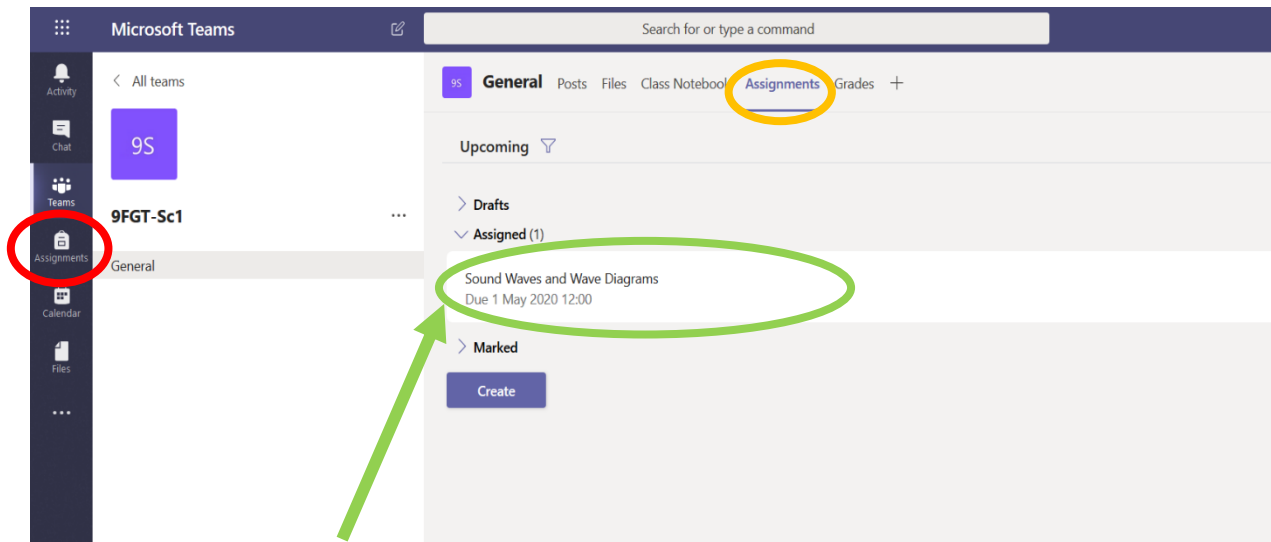 Microsoft Teams
Search for or type a command
Activity
Chat
Teams
Assignments
Calendar
Files
All teams
9S
9FGT-Sc1
General
9S General Posts Files Class Notebook Assignments Grades
Upcoming
Drafts
Assigned (1)
Sound Waves and Wave Diagrams
Due 1 May 2020 12:00
Marked
Create